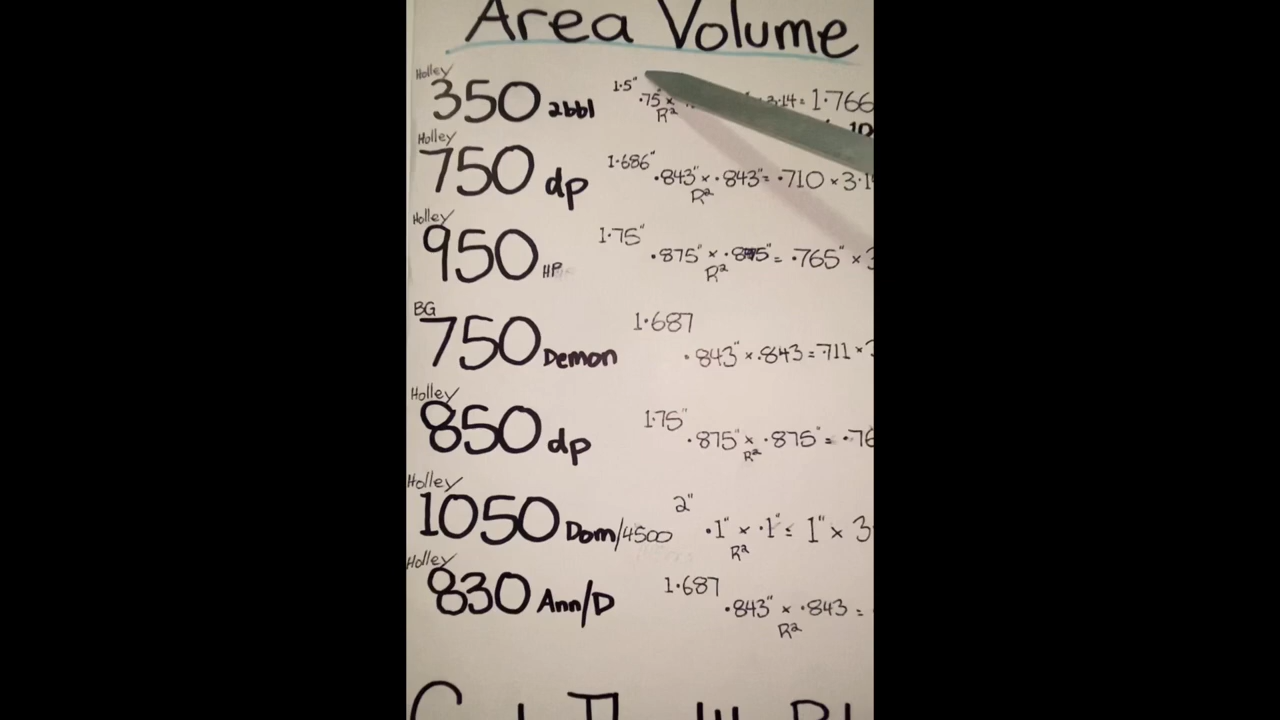 Area Volume
Holley
350 2bbl 1.5" .75" x 3.14 = 1.766
R²
Holley
750 dp 1.686" .843" x .843" = .710 x 3.1
R²
Holley
950 HP 1.75" .875" x .875" = .765" x 3
R²
BG
750 Demon 1.687 .843" x .843 = .711 x 3
Holley
850 dp 1.75" .875" x .875" = .76
R²
Holley
1050 Dom/4500 2" .1" x .1" = 1" x 3
R²
Holley
830 Ann/D 1.687 .843" x .843 =
R²